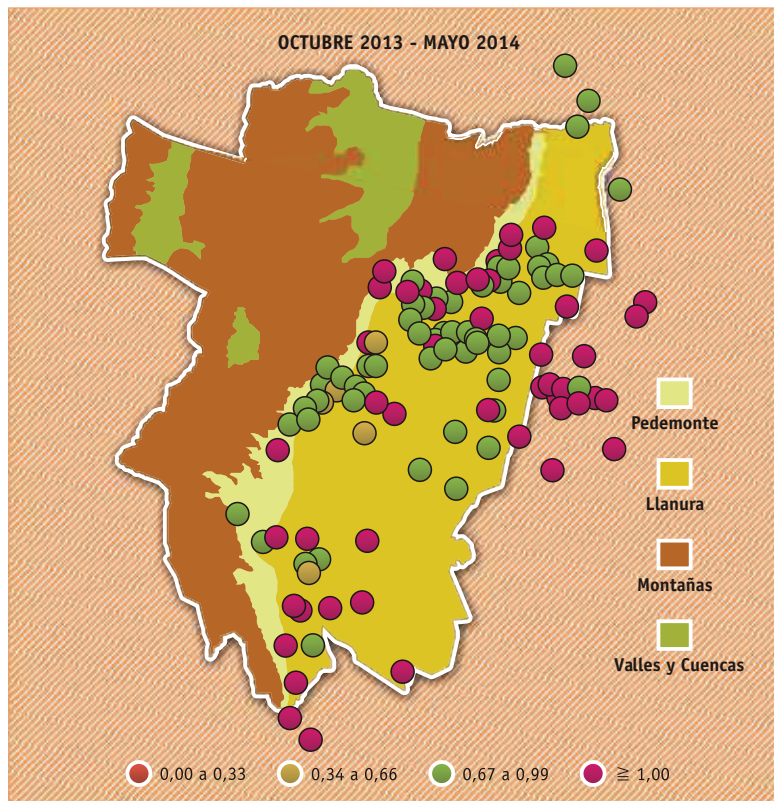 OCTUBRE 2013 - MAYO 2014
Pedemonte
Llanura
Montañas
Valles y Cuencas
0,00 a 0,33
0,34 a 0,66
0,67 a 0,99
≧ 1,00